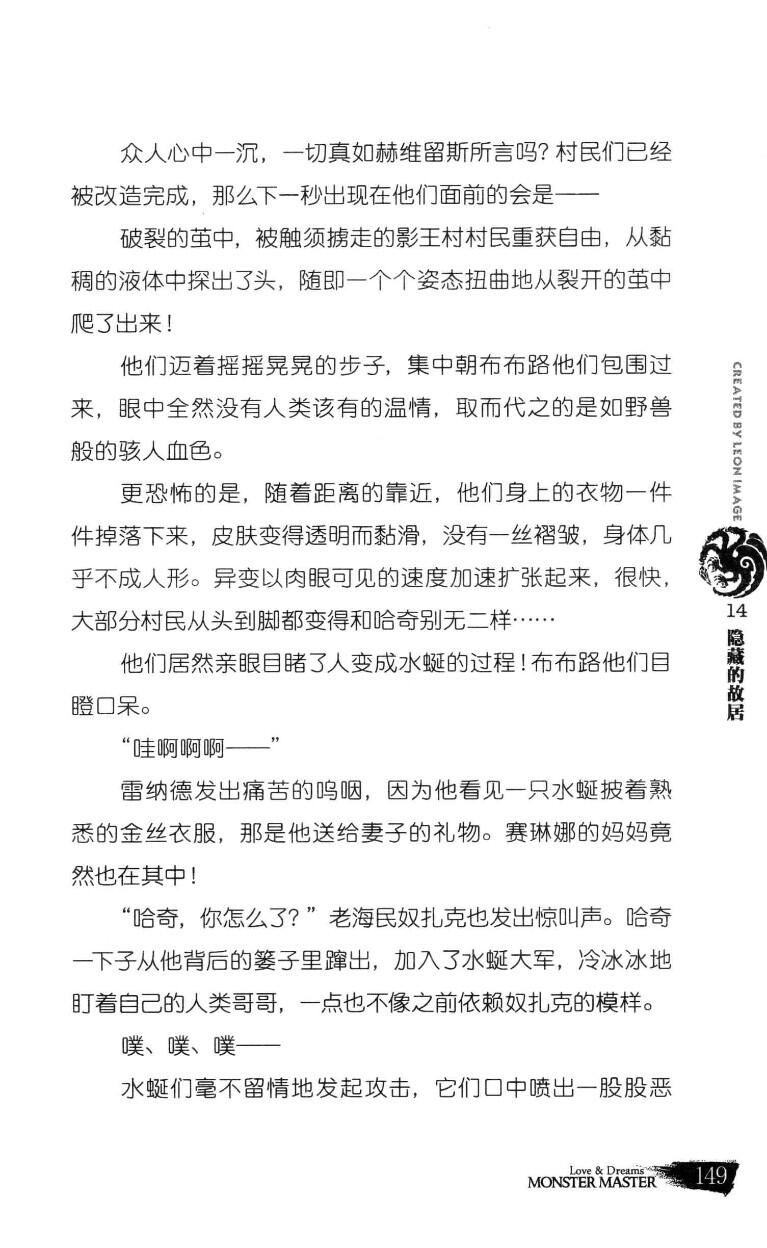 众人心中一沉，一切真如赫维留斯所言吗？村民们已经
被改造完成，那么下一秒出现在他们面前的会是——
破裂的茧中，被触须掳走的影王村村民重获自由，从黏
稠的液体中探出了头，随即一个个姿态扭曲地从裂开的茧中
爬了出来！
他们迈着摇摇晃晃的步子，集中朝布布路他们包围过
来，眼中全然没有人类该有的温情，取而代之的是如野兽
般的骇人血色。
更恐怖的是，随着距离的靠近，他们身上的衣物一件
件掉落下来，皮肤变得透明而黏滑，没有一丝褶皱，身体几
乎不成人形。异变以肉眼可见的速度加速扩张起来，很快，
大部分村民从头到脚都变得和哈奇别无二样……
他们居然亲眼目睹了人变成水蜒的过程！布布路他们目
瞪口呆。
“哇啊啊啊——”
雷纳德发出痛苦的呜咽，因为他看见一只水蜒披着熟
悉的金丝衣服，那是他送给妻子的礼物。赛琳娜的妈妈竟
然也在其中！
“哈奇，你怎么了？”老海民奴扎克也发出惊叫声。哈奇
一下子从他背后的篓子里蹿出，加入了水蜒大军，冷冰冰地
盯着自己的人类哥哥，一点也不像之前依赖奴扎克的模样。
噗、噗、噗——
水蜒们毫不留情地发起攻击，它们口中喷出一股股恶
CREATED BY LEON IMAGE
14
隐藏的故居
Love & Dreams
MONSTER MASTER
149